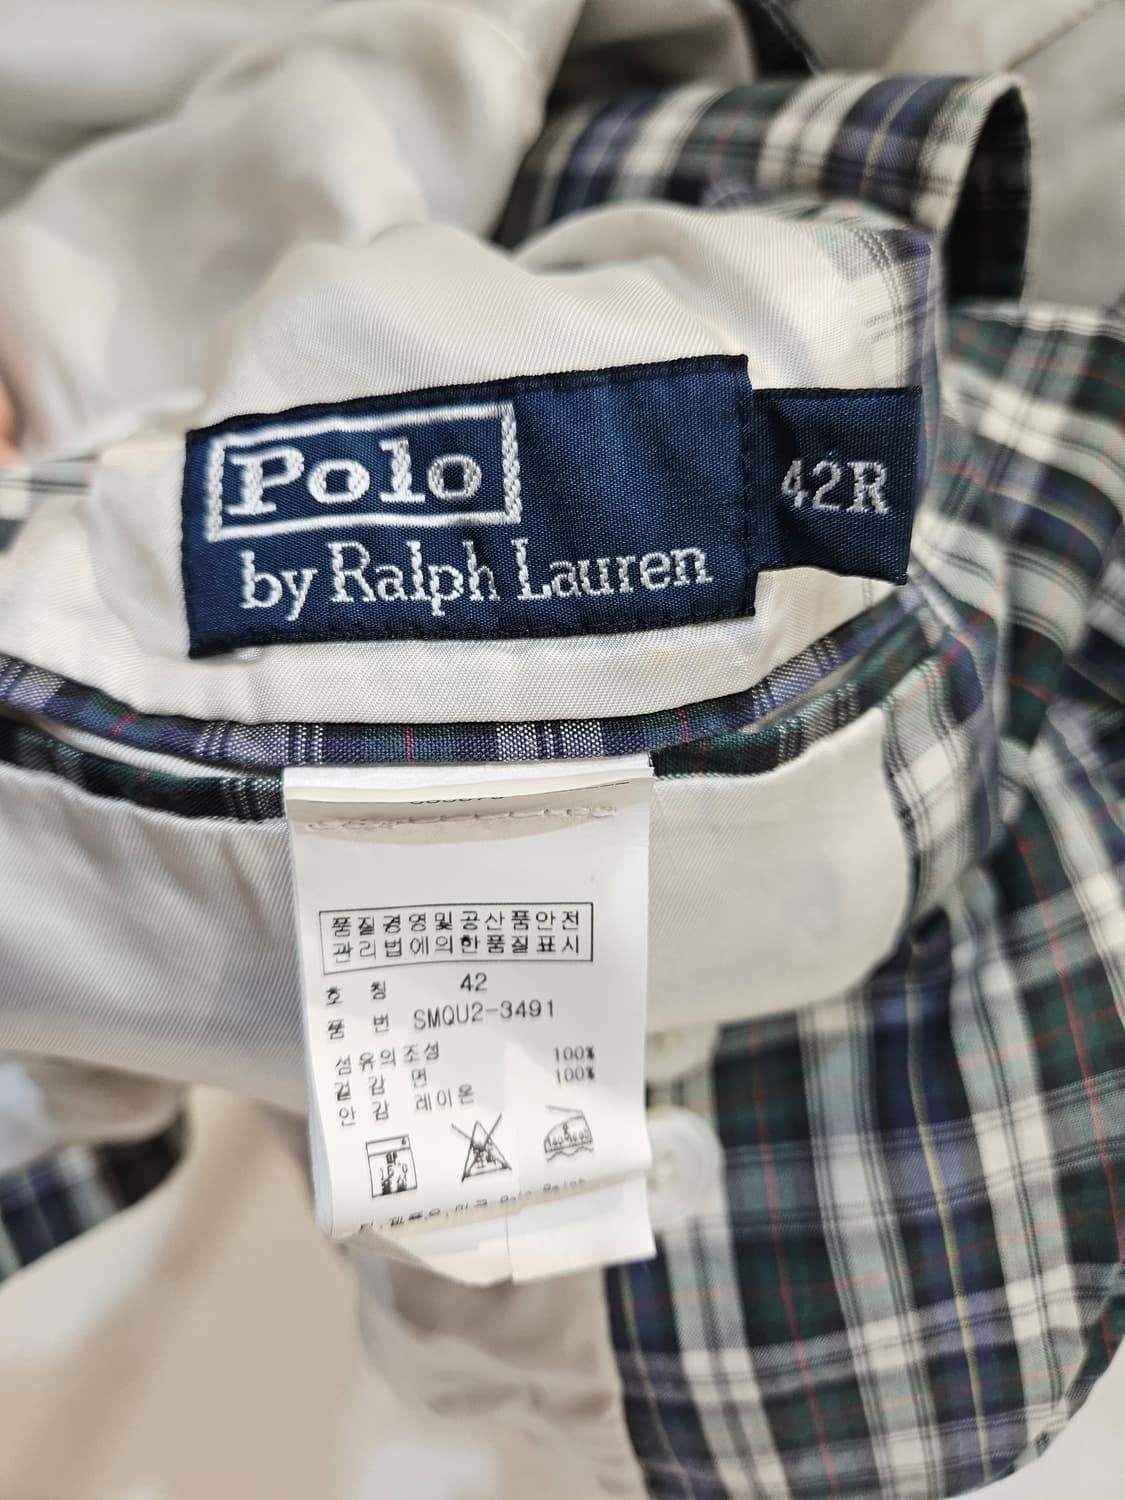 Polo
by Ralph Lauren
42R
품질경영및공산품안전
관리법에의한품질표시
호 칭 42
품 번 SMQU2-3491
섬유의조성
겉감 면 100%
안감 레이온 100%